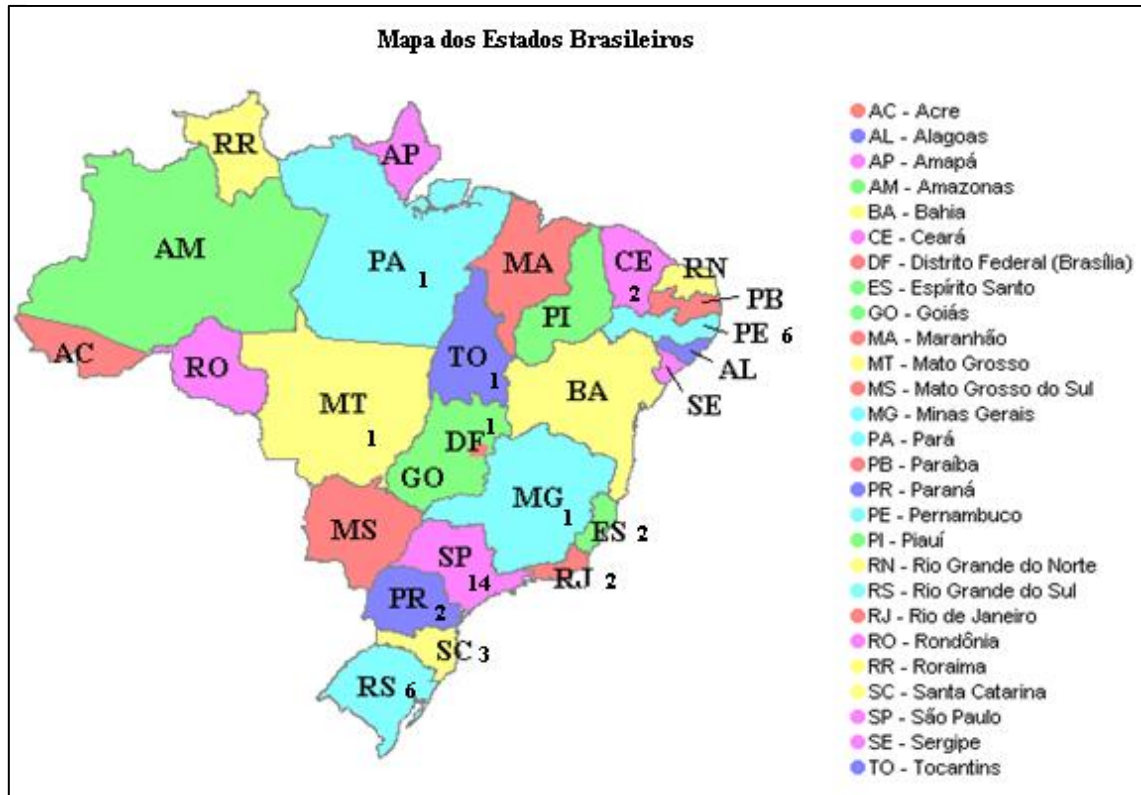 Mapa dos Estados Brasileiros
RR
AP
AM
PA 1
MA
CE 2
RN
PB
PE 6
AL
SE
PI
AC
RO
TO 1
MT 1
BA
DF 1
GO
MG 1
ES 2
MS
SP 14
RJ 2
PR 2
SC 3
RS 6
AC - Acre
AL - Alagoas
AP - Amapá
AM - Amazonas
BA - Bahia
CE - Ceará
DF - Distrito Federal (Brasília)
ES - Espírito Santo
GO - Goiás
MA - Maranhão
MT - Mato Grosso
MS - Mato Grosso do Sul
MG - Minas Gerais
PA - Pará
PB - Paraíba
PR - Paraná
PE - Pernambuco
PI - Piauí
RN - Rio Grande do Norte
RS - Rio Grande do Sul
RJ - Rio de Janeiro
RO - Rondônia
RR - Roraima
SC - Santa Catarina
SP - São Paulo
SE - Sergipe
TO - Tocantins